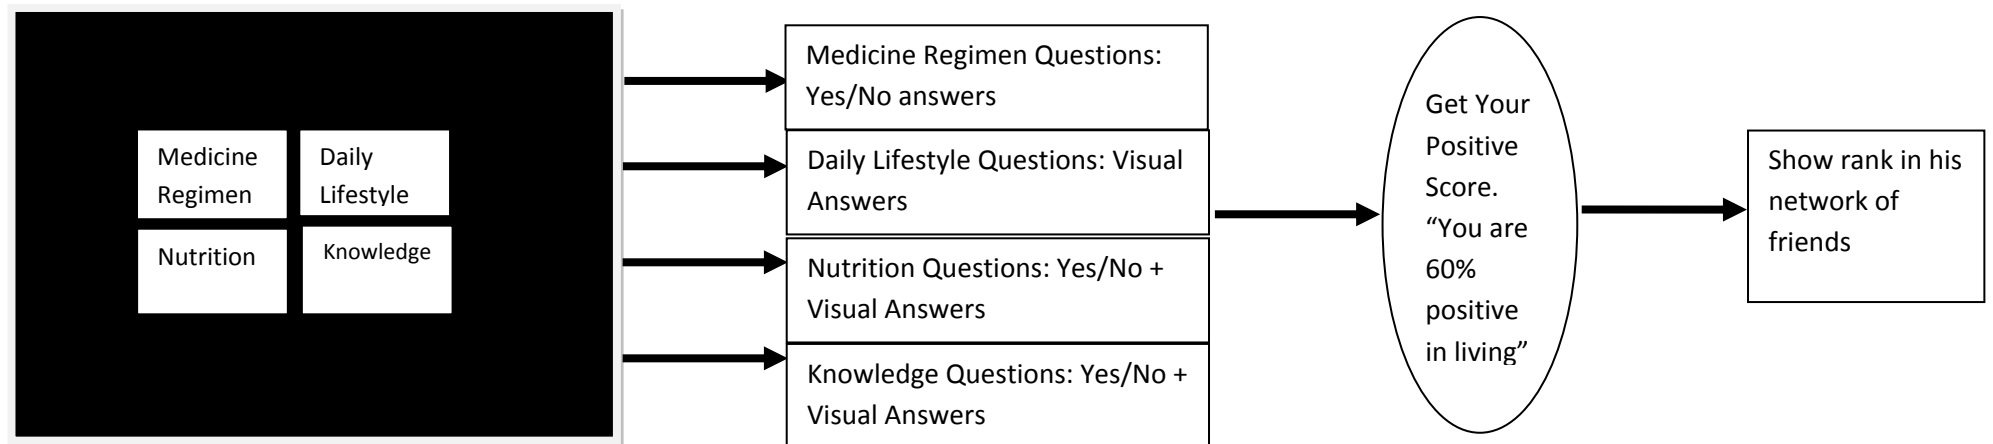 Medicine
Regimen
Daily
Lifestyle
Nutrition
Knowledge
Medicine Regimen Questions:
Yes/No answers
Daily Lifestyle Questions: Visual
Answers
Nutrition Questions: Yes/No +
Visual Answers
Knowledge Questions: Yes/No +
Visual Answers
Get Your
Positive
Score.
“You are
60%
positive
in living”
Show rank in his
network of
friends